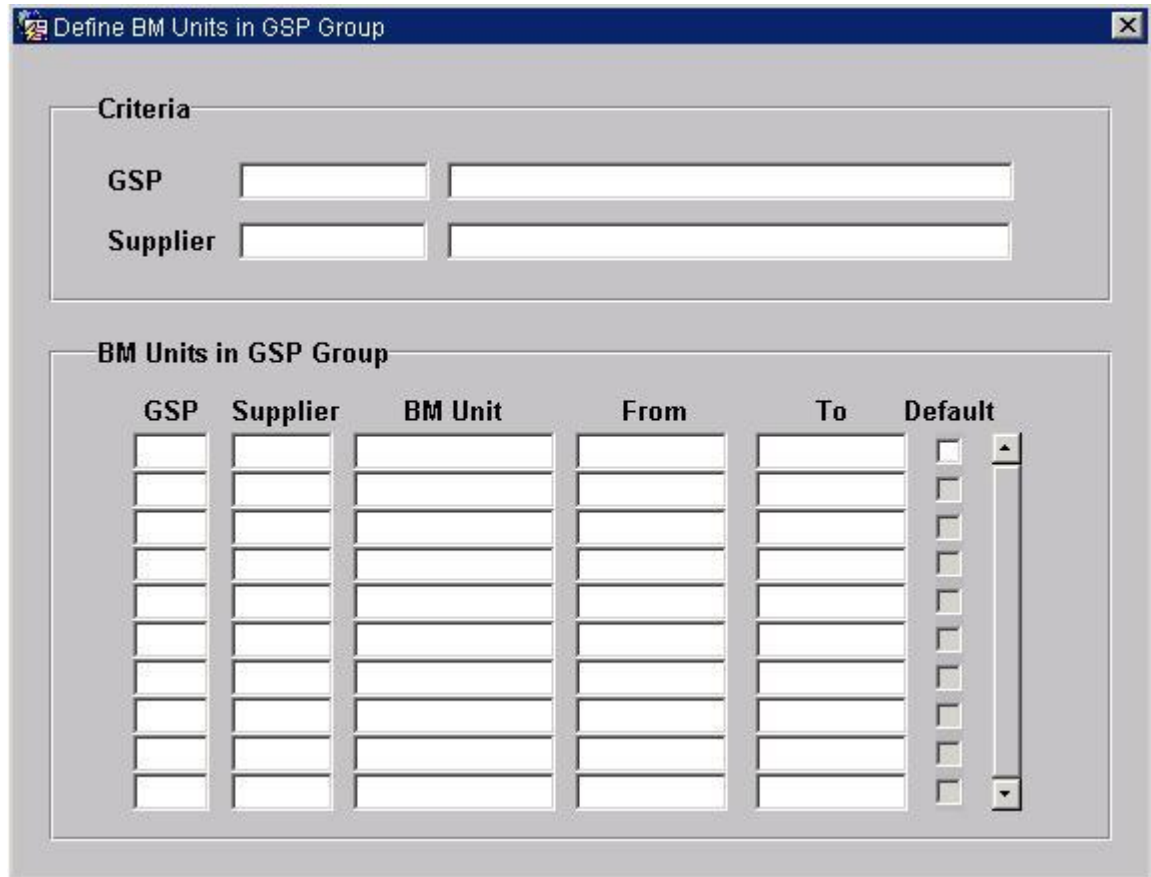 Define BM Units in GSP Group
Criteria
GSP
Supplier
BM Units in GSP Group
GSP Supplier BM Unit From To Default